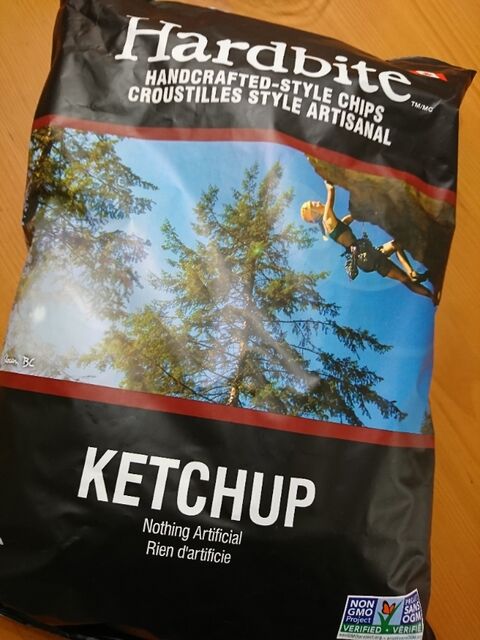 Hardbite
TM/MC
HANDCRAFTED-STYLE CHIPS
CROUSTILLES STYLE ARTISANAL
BC
KETCHUP
Nothing Artificial
Rien d'artificie
NON
GMO
Project
VERIFIED
PROJET
SANS
OGM
VÉRIFIÉ